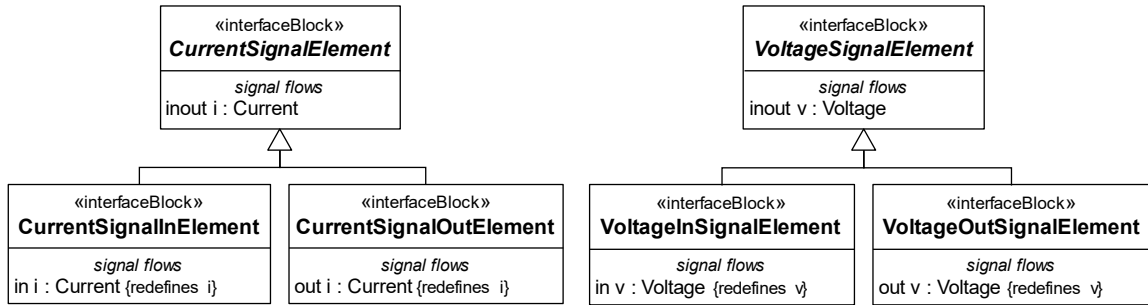 «interfaceBlock»
CurrentSignalElement
signal flows
inout i : Current
«interfaceBlock»
VoltageSignalElement
signal flows
inout v : Voltage
«interfaceBlock»
CurrentSignalInElement
signal flows
in i : Current {redefines i}
«interfaceBlock»
CurrentSignalOutElement
signal flows
out i : Current {redefines i}
«interfaceBlock»
VoltageInSignalElement
signal flows
in v : Voltage {redefines v}
«interfaceBlock»
VoltageOutSignalElement
signal flows
out v : Voltage {redefines v}